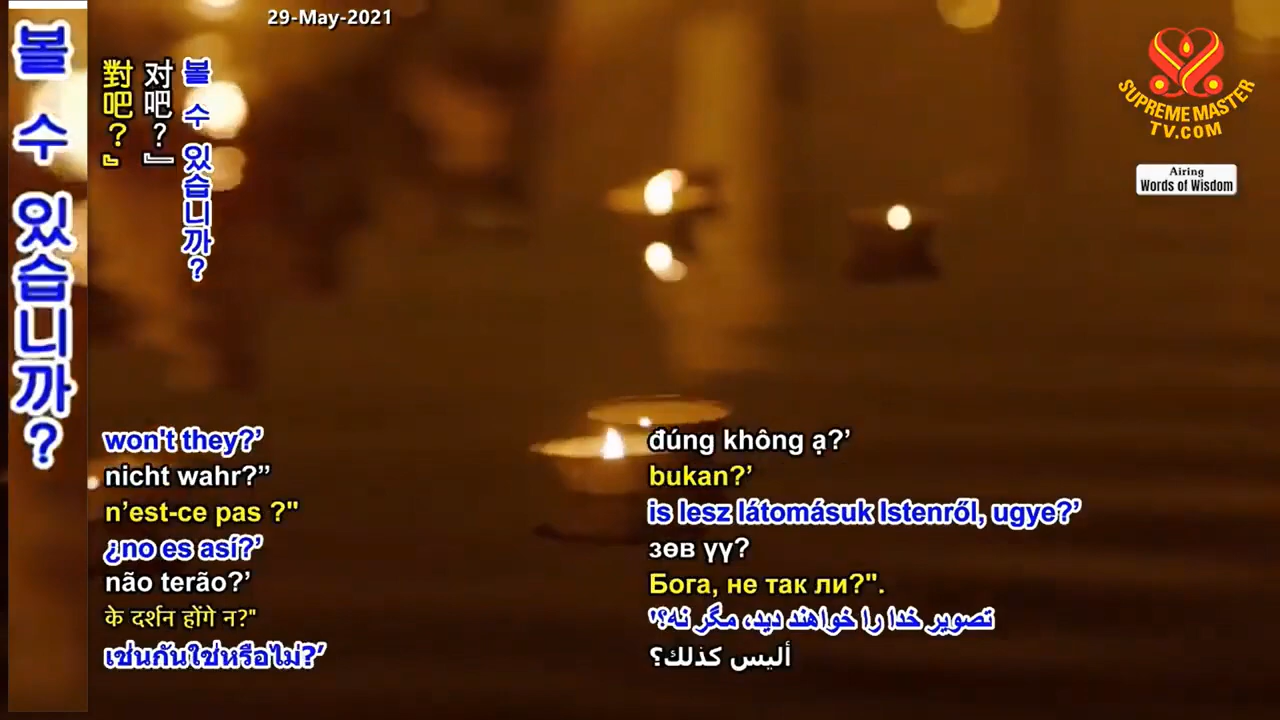 29-May-2021
볼 수 있습니까?
對吧？』
对吧？』
볼 수 있습니까?
SUPREME MASTER
TV.COM
Airing
Words of Wisdom
won't they?’
nicht wahr?”
n’est-ce pas ?"
¿no es así?’
não terão?’
के दर्शन होंगे न?"
เช่นกันใช่หรือไม่?’
đúng không ạ?’
bukan?’
is lesz látomásuk Istenről, ugye?’
зөв үү?
Бога, не так ли?".
تصویر خدا را خواهند دید، مگر نه؟'
أليس كذلك؟